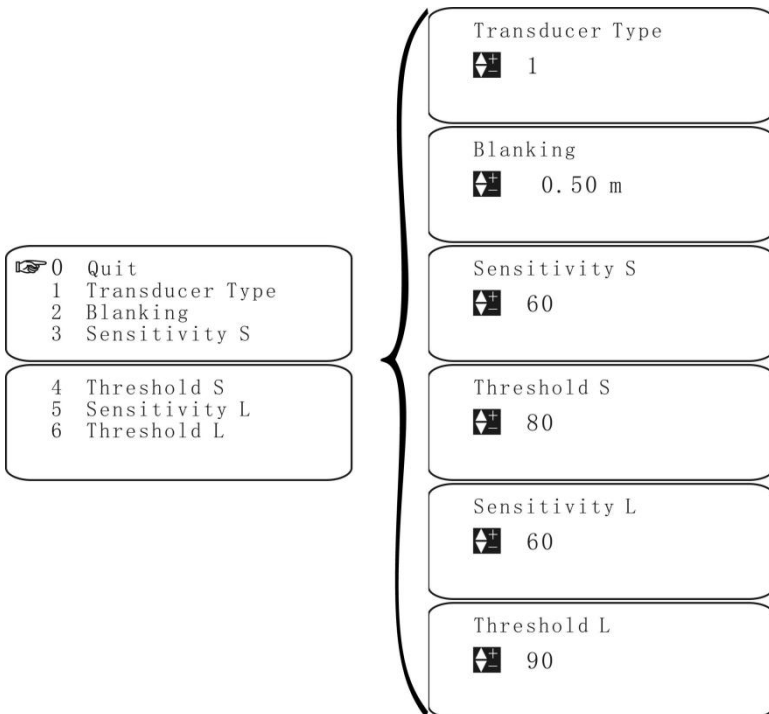 0 Quit
1 Transducer Type
2 Blanking
3 Sensitivity S
4 Threshold S
5 Sensitivity L
6 Threshold L
Transducer Type
1
Blanking
0.50 m
Sensitivity S
60
Threshold S
80
Sensitivity L
60
Threshold L
90